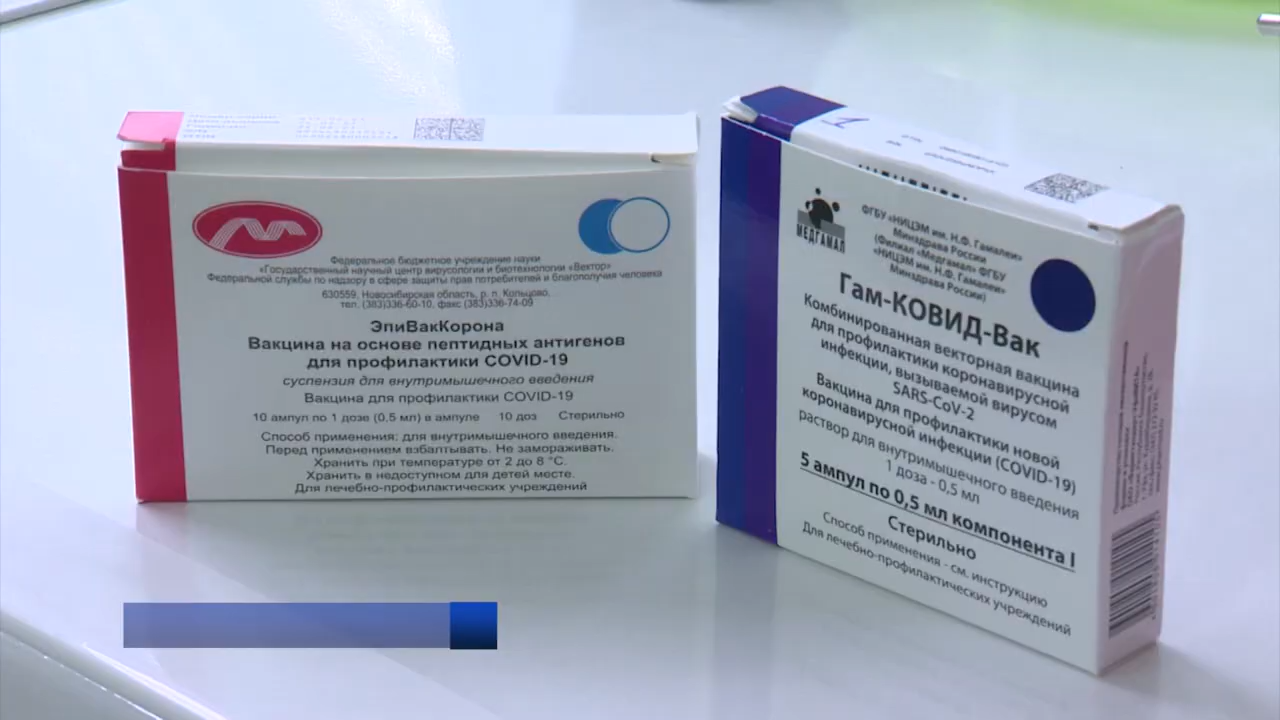 Федеральное бюджетное учреждение науки
«Государственный научный центр вирусологии и биотехнологии «Вектор»
Федеральной службы по надзору в сфере защиты прав потребителей и благополучия человека
630559, Новосибирская область, р. п. Кольцово,
тел. (383)336-60-10, факс (383)336-74-09
ЭпиВакКорона
Вакцина на основе пептидных антигенов
для профилактики COVID-19
суспензия для внутримышечного введения
Вакцина для профилактики COVID-19
10 ампул по 1 дозе (0,5 мл) в ампуле 10 доз Стерильно
Способ применения: для внутримышечного введения.
Перед применением взбалтывать. Не замораживать.
Хранить при температуре от 2 до 8 °С.
Хранить в недоступном для детей месте.
Для лечебно-профилактических учреждений
МЕДГАМАЛ
ФГБУ «НИЦЭМ им. Н.Ф. Гамалеи»
Минздрава России
(Филиал «Медгамал» ФГБУ
«НИЦЭМ им. Н.Ф. Гамалеи»
Минздрава России)
Гам-КОВИД-Вак
Комбинированная векторная вакцина
для профилактики коронавирусной
инфекции, вызываемой вирусом
SARS-CoV-2
Вакцина для профилактики новой
коронавирусной инфекции (COVID-19)
раствор для внутримышечного введения
1 доза - 0,5 мл
5 ампул по 0,5 мл компонента I
Стерильно
Способ применения - см. инструкцию
Для лечебно-профилактических учреждений